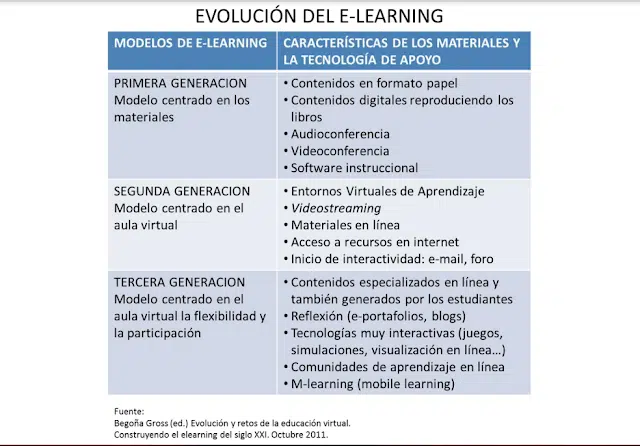 EVOLUCIÓN DEL E-LEARNING
MODELOS DE E-LEARNING
CARACTERÍSTICAS DE LOS MATERIALES Y
LA TECNOLOGÍA DE APOYO
PRIMERA GENERACION
Modelo centrado en los
materiales
• Contenidos en formato papel
• Contenidos digitales reproduciendo los
libros
• Audioconferencia
• Videoconferencia
• Software instruccional
SEGUNDA GENERACION
Modelo centrado en el
aula virtual
• Entornos Virtuales de Aprendizaje
• Videostreaming
• Materiales en línea
• Acceso a recursos en internet
• Inicio de interactividad: e-mail, foro
TERCERA GENERACION
Modelo centrado en el
aula virtual la flexibilidad y
la participación
• Contenidos especializados en línea y
también generados por los estudiantes
• Reflexión (e-portafolios, blogs)
• Tecnologías muy interactivas (juegos,
simulaciones, visualización en línea…)
• Comunidades de aprendizaje en línea
• M-learning (mobile learning)
Fuente:
Begoña Gross (ed.) Evolución y retos de la educación virtual.
Construyendo el elearning del siglo XXI. Octubre 2011.